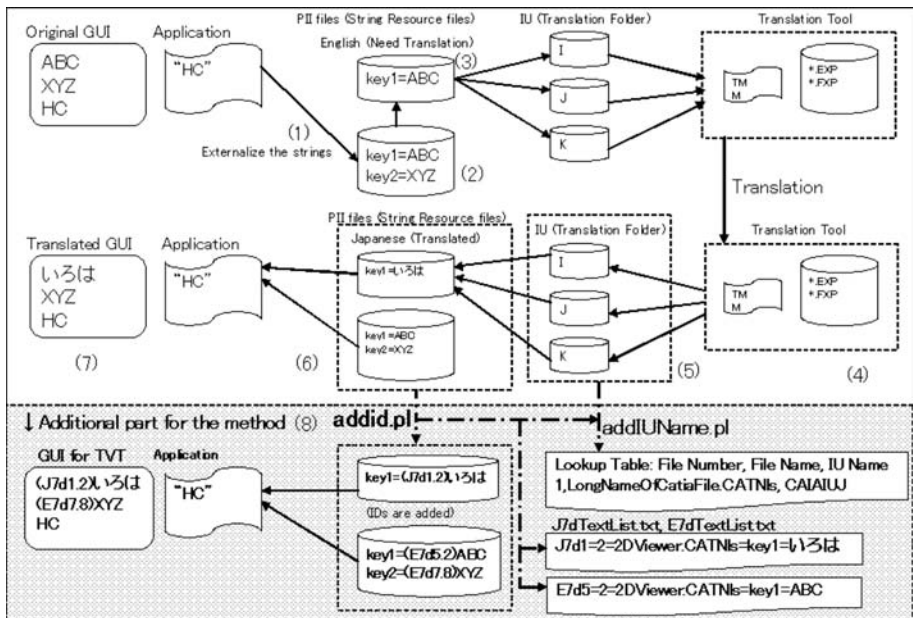 Original GUI
ABC
XYZ
HC
Application
"HC"
(1)
Externalize the strings
PII files (String Resource files)
English (Need Translation)
(3)
key1=ABC
key1=ABC
key2=XYZ
(2)
IU (Translation Folder)
I
J
K
Translation Tool
TM
M
*.EXP
*.FXP
Translation
Translated GUI
いろは
XYZ
HC
(7)
Application
"HC"
(6)
PII files (String Resource files)
Japanese (Translated)
key1=いろは
key1=ABC
key2=XYZ
IU (Translation Folder)
I
J
K
(5)
Translation Tool
TM
M
*.EXP
*.FXP
(4)
↓ Additional part for the method (8)
addid.pl
addIUName.pl
GUI for TVT
(J7d1.2)いろは
(E7d7.8)XYZ
HC
Application
"HC"
key1=(J7d1.2)いろは
(IDs are added)
key1=(E7d5.2)ABC
key2=(E7d7.8)XYZ
Lookup Table: File Number, File Name, IU Name
1,LongNameOfCatiaFile.CATNls, CAIAIUJ
J7dTextList.txt, E7dTextList.txt
J7d1=2=2DViewer.CATNls=key1=いろは
E7d5=2=2DViewer.CATNls=key1=ABC